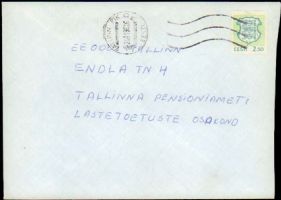 EESTI 2.50
EE0001 TALLINN
ENDLA TN 4
TALLINNA PENSIONIAMETI
LASTETOETUSTE OSAKOND